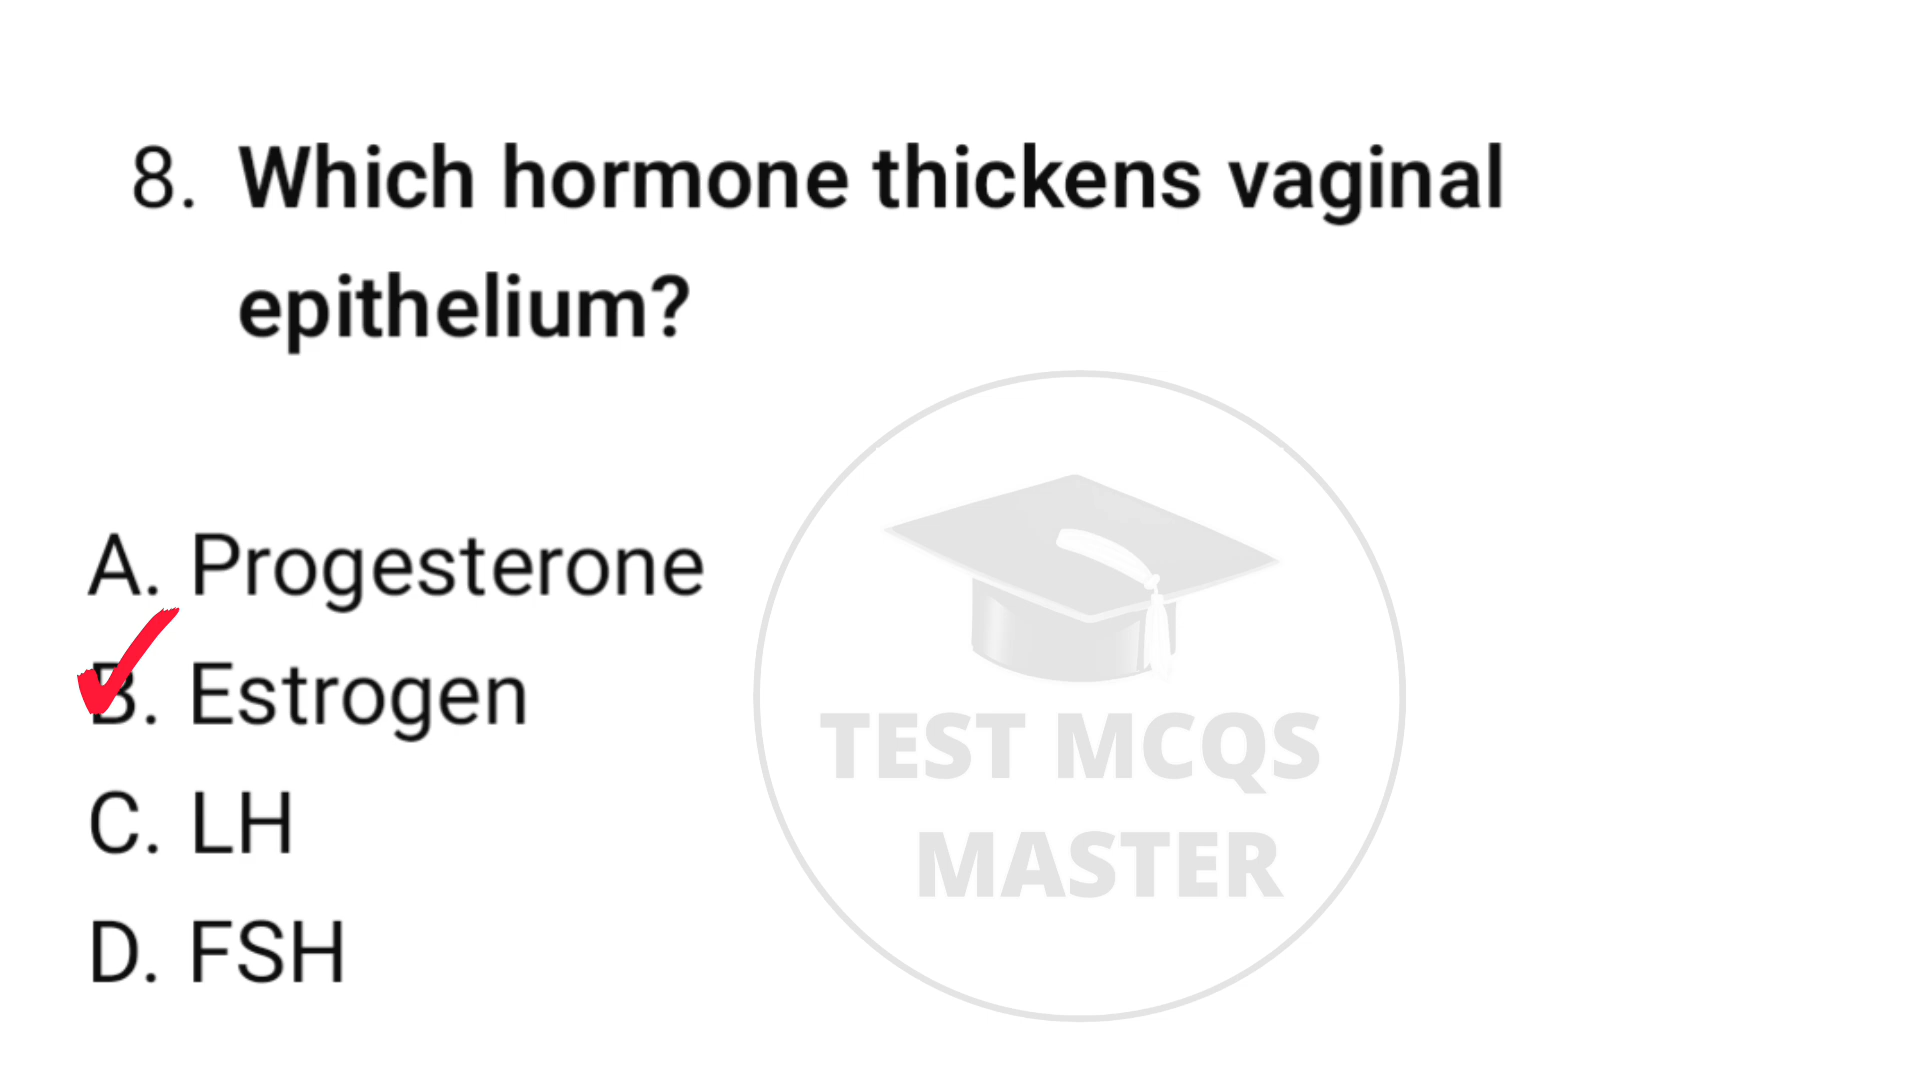 8. Which hormone thickens vaginal
epithelium?
A. Progesterone
B. Estrogen
C. LH
D. FSH
TEST MCQS
MASTER